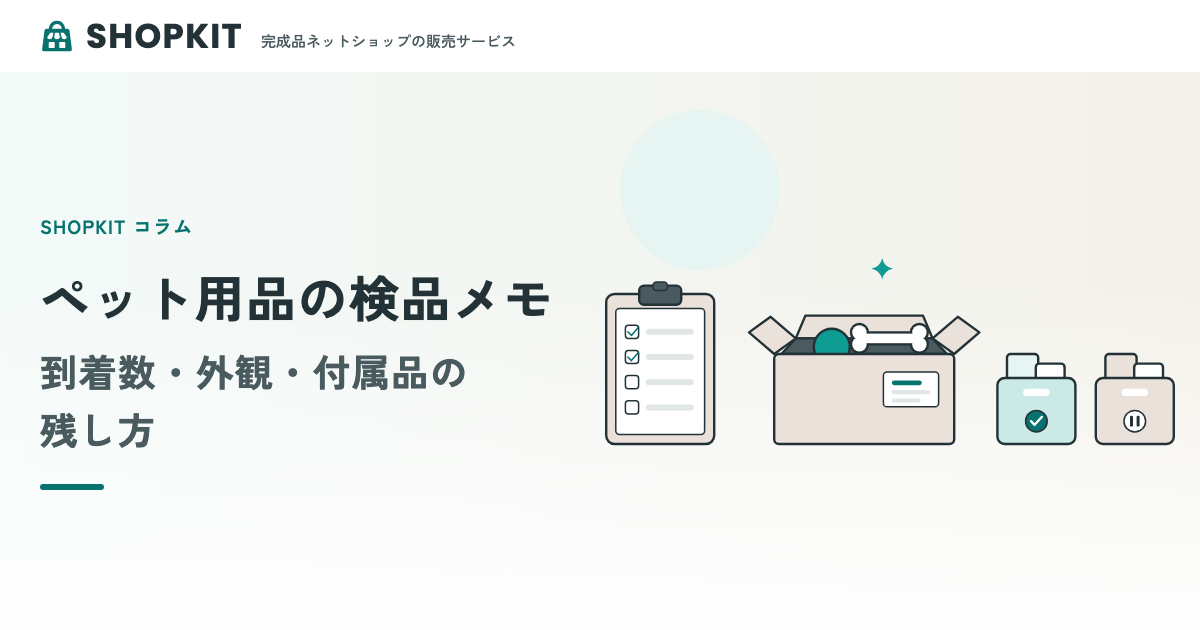 SHOPKIT 完成品ネットショップの販売サービス
SHOPKIT コラム
ペット用品の検品メモ
到着数・外観・付属品の
残し方